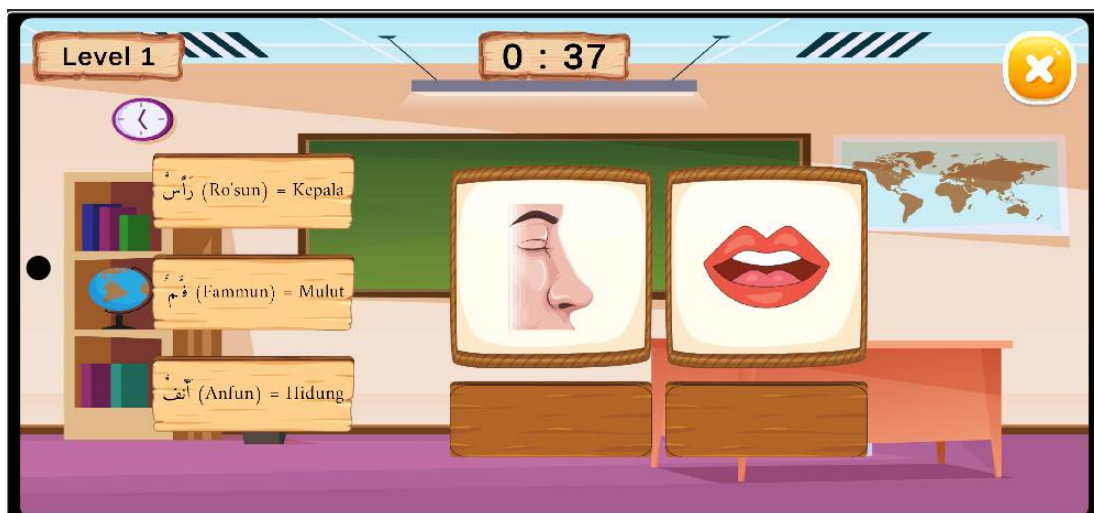 Level 1
0 : 37
رَأْسٌ (Ro'sun) = Kepala
فَمٌّ (Fammun) = Mulut
أَنْفٌ (Anfun) = Hidung